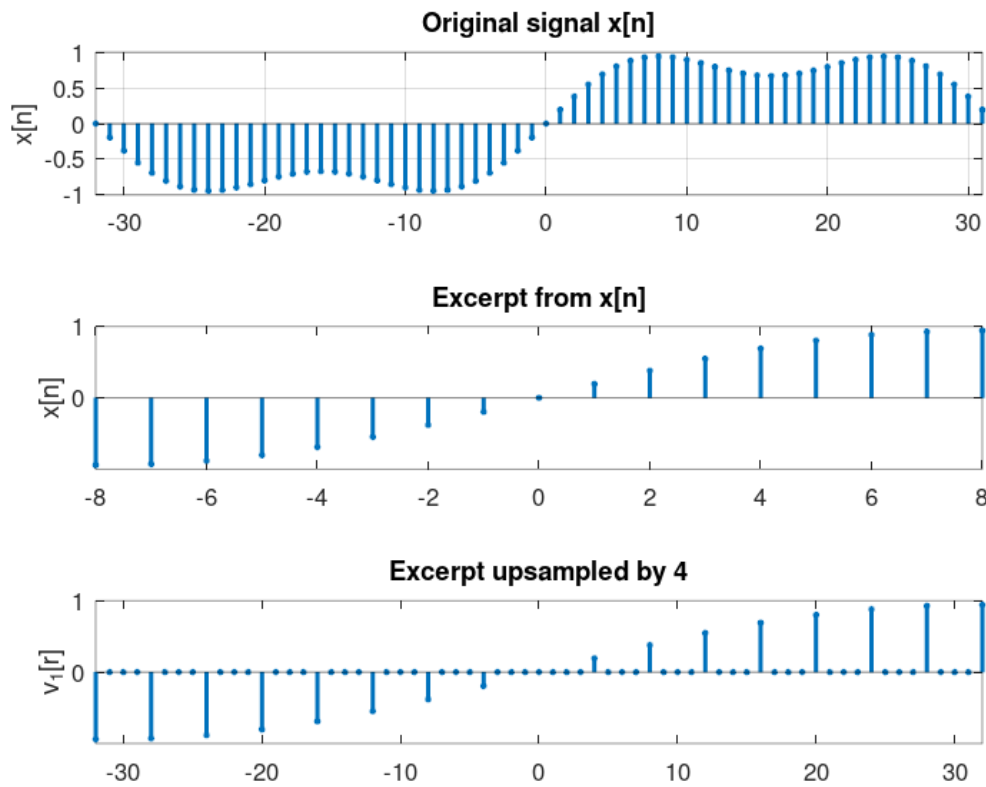 Original signal x[n]
x[n]
1
0.5
0
-0.5
-1
-30 -20 -10 0 10 20 30
Excerpt from x[n]
x[n]
1
0
-8 -6 -4 -2 0 2 4 6 8
Excerpt upsampled by 4
v₁[r]
1
0
-30 -20 -10 0 10 20 30